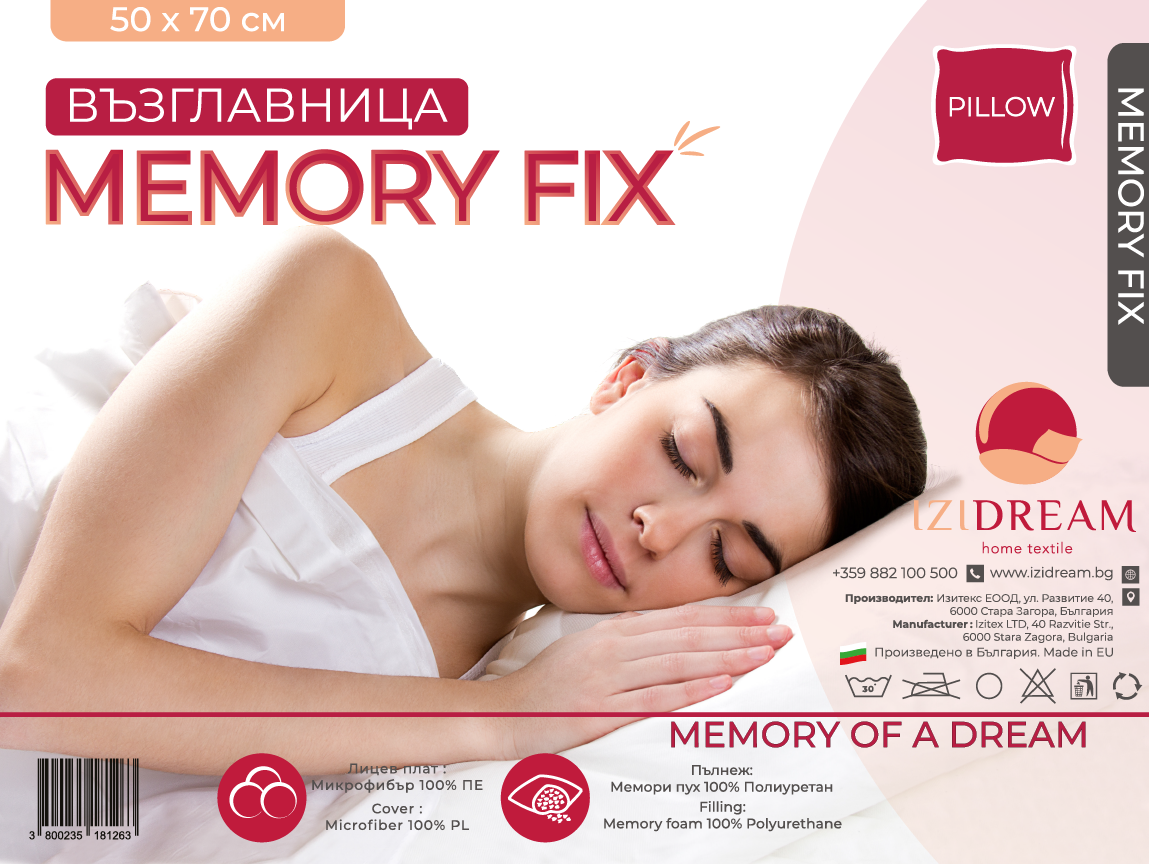 50 x 70 см
ВЪЗГЛАВНИЦА
MEMORY FIX
PILLOW
MEMORY FIX
IZIDREAM
home textile
+359 882 100 500 www.izidream.bg
Производител: Изитекс ЕООД, ул. Развитие 40,
6000 Стара Загора, България
Manufacturer: Izitex LTD, 40 Razvitie Str.,
6000 Stara Zagora, Bulgaria
Произведено в България. Made in EU
30°
MEMORY OF A DREAM
Лицев плат :
Микрофибър 100% ПЕ
Cover :
Microfiber 100% PL
Пълнеж:
Мемори пух 100% Полиуретан
Filling:
Memory foam 100% Polyurethane
3 800235 181263